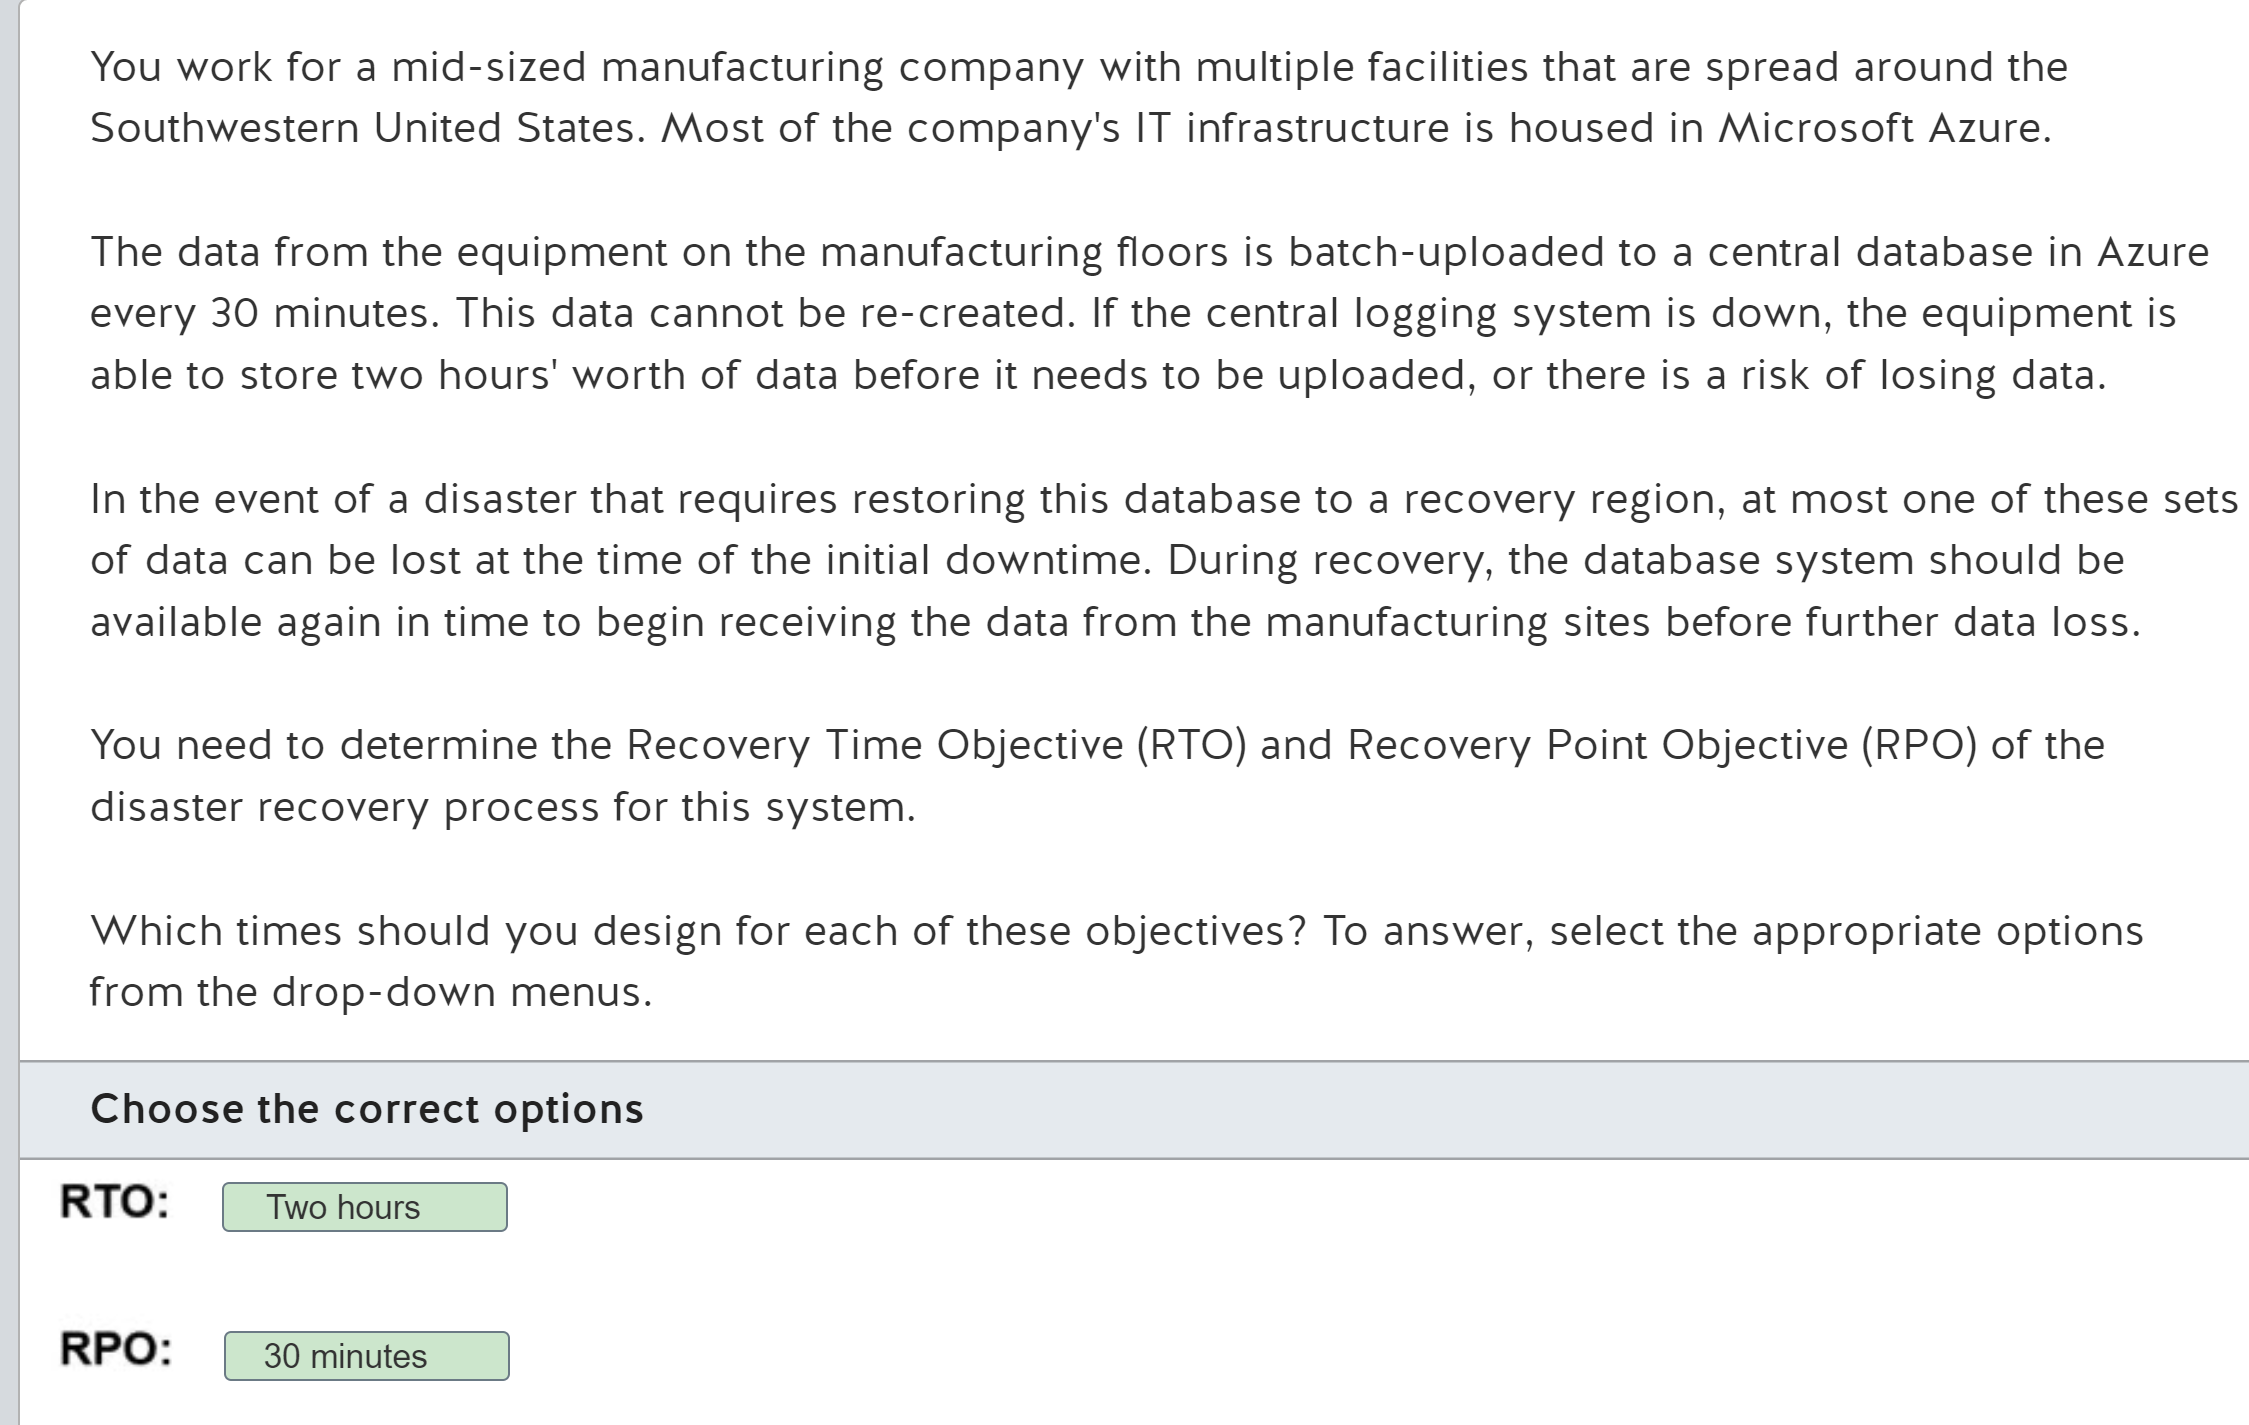 You work for a mid-sized manufacturing company with multiple facilities that are spread around the
Southwestern United States. Most of the company's IT infrastructure is housed in Microsoft Azure.
The data from the equipment on the manufacturing floors is batch-uploaded to a central database in Azure
every 30 minutes. This data cannot be re-created. If the central logging system is down, the equipment is
able to store two hours' worth of data before it needs to be uploaded, or there is a risk of losing data.
In the event of a disaster that requires restoring this database to a recovery region, at most one of these sets
of data can be lost at the time of the initial downtime. During recovery, the database system should be
available again in time to begin receiving the data from the manufacturing sites before further data loss.
You need to determine the Recovery Time Objective (RTO) and Recovery Point Objective (RPO) of the
disaster recovery process for this system.
Which times should you design for each of these objectives? To answer, select the appropriate options
from the drop-down menus.
Choose the correct options
RTO: Two hours
RPO: 30 minutes